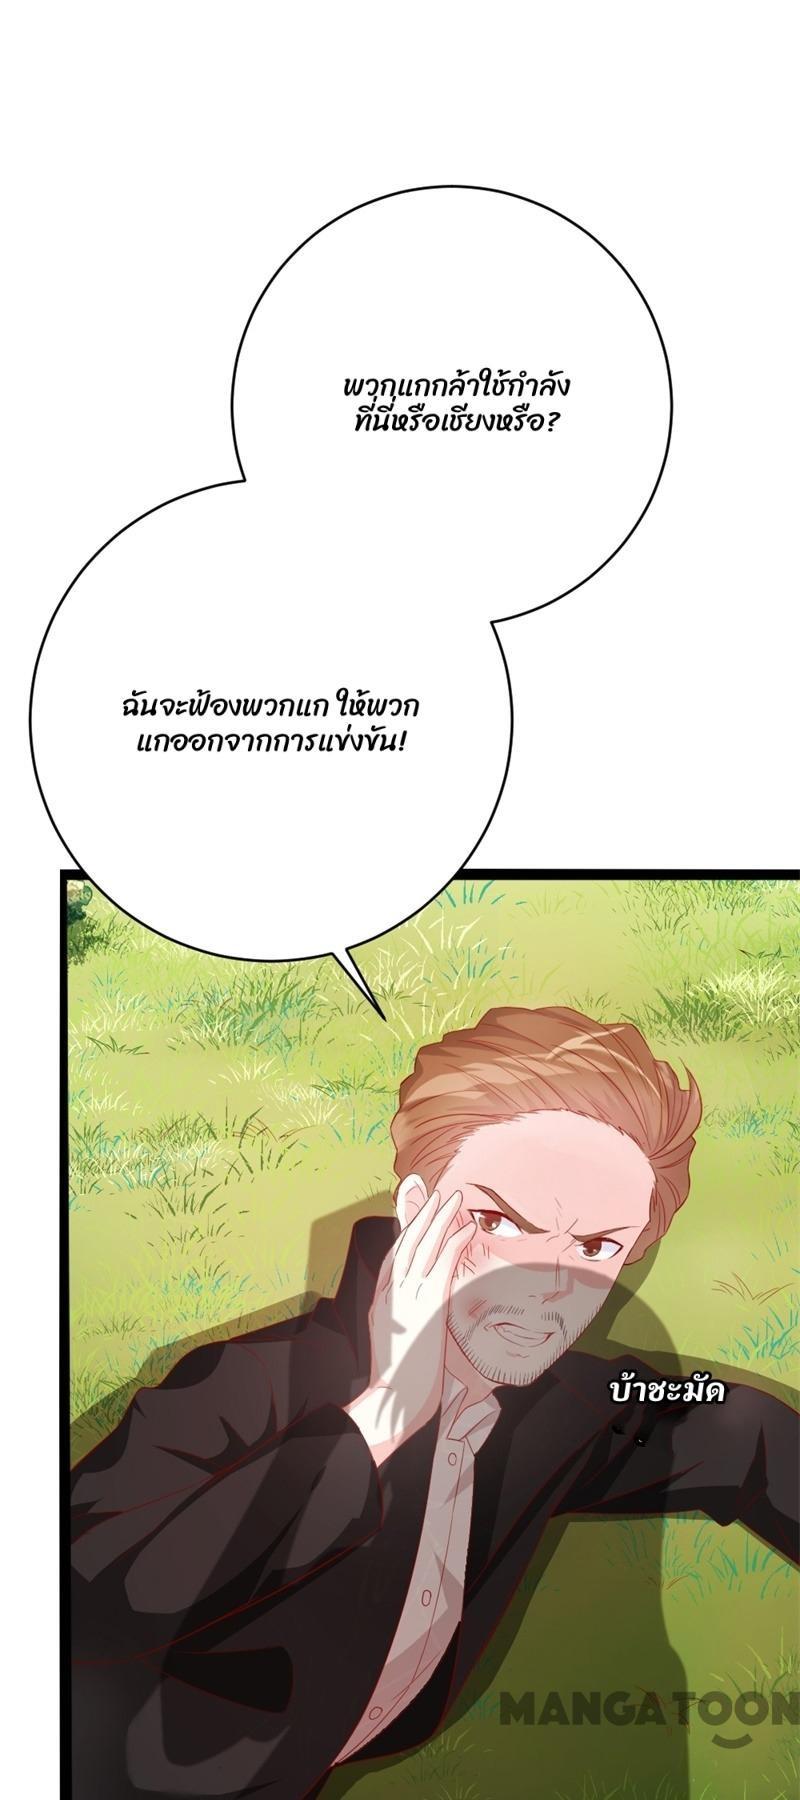 พวกแกกล้าใช้กำลัง
ที่นี่หรือเชียงหรือ?
ฉันจะฟ้องพวกแก ให้พวก
แกออกจากการแข่งขัน!
บ้าชะมัด
MANGATOON